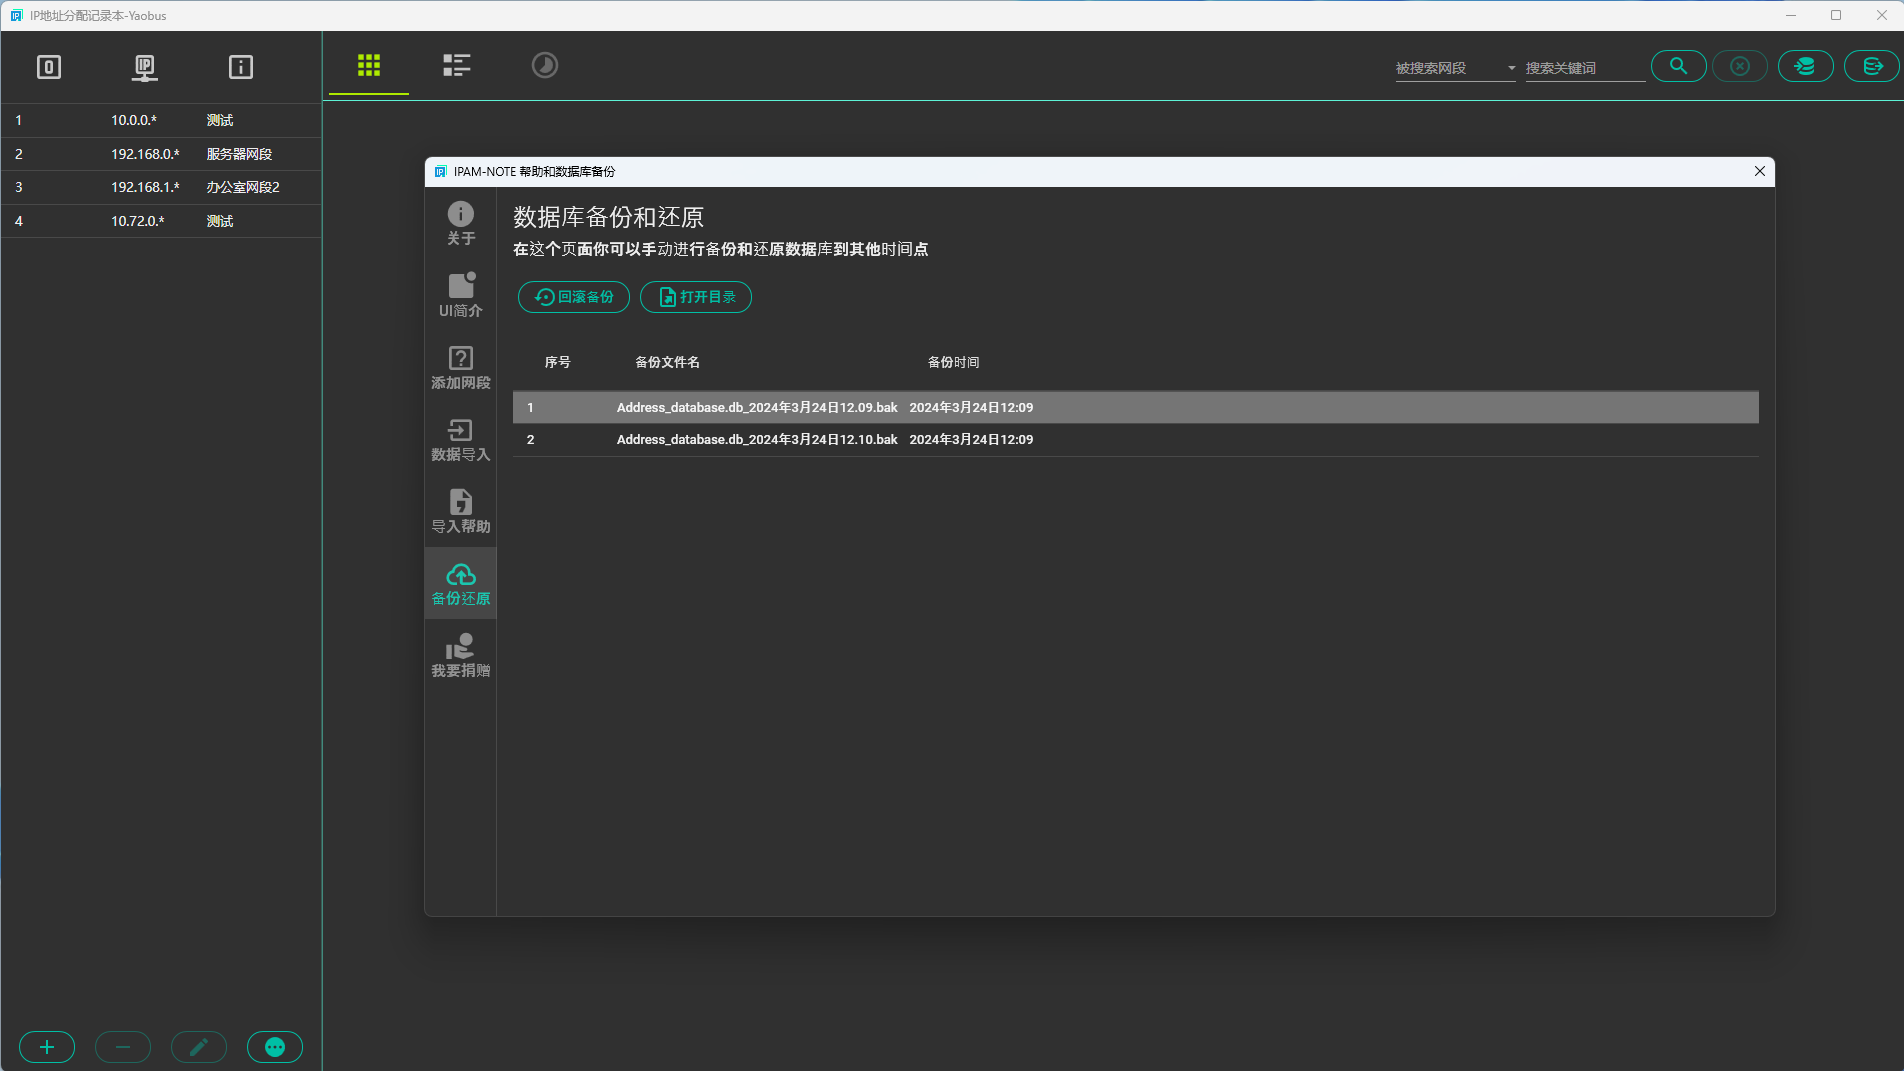 IP地址分配记录本-Yaobus
被搜索网段
搜索关键词
1 10.0.0.* 测试
2 192.168.0.* 服务器网段
3 192.168.1.* 办公室网段2
4 10.72.0.* 测试
IPAM-NOTE 帮助和数据库备份
关于
UI简介
添加网段
数据导入
导入帮助
备份还原
我要捐赠
数据库备份和还原
在这个页面你可以手动进行备份和还原数据库到其他时间点
回滚备份 打开目录
序号 备份文件名 备份时间
1 Address_database.db_2024年3月24日12.09.bak 2024年3月24日12:09
2 Address_database.db_2024年3月24日12.10.bak 2024年3月24日12:09